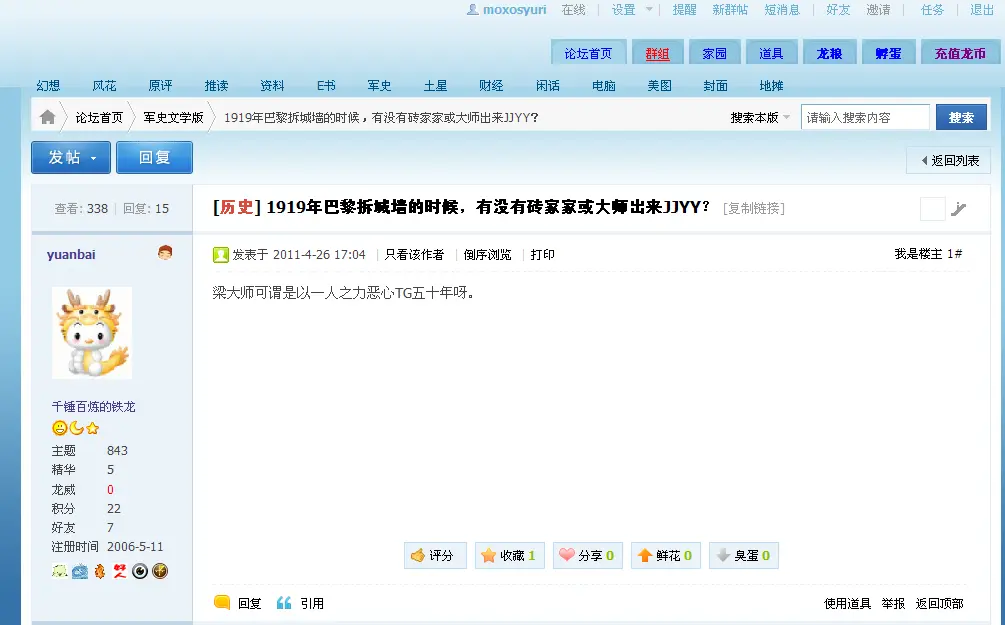 moxosyuri 在线 设置 提醒 新群帖 短消息 好友 邀请 任务 退出
论坛首页 群组 家园 道具 龙粮 孵蛋 充值龙币
幻想 风花 原评 推读 资料 E书 军史 土星 财经 闲话 电脑 美图 封面 地摊
论坛首页 军史文学版 1919年巴黎拆城墙的时候，有没有砖家家或大师出来JJYY? 搜索本版 请输入搜索内容 搜索
发帖 回复 返回列表
查看: 338 回复: 15 [历史] 1919年巴黎拆城墙的时候，有没有砖家家或大师出来JJYY? [复制链接]
yuanbai 发表于 2011-4-26 17:04 只看该作者 倒序浏览 打印 我是楼主 1#
梁大师可谓是以一人之力恶心TG五十年呀。
千锤百炼的铁龙
主题 843
精华 5
龙威 0
积分 22
好友 7
注册时间 2006-5-11
好人
评分 收藏 1 分享 0 鲜花 0 臭蛋 0
回复 引用 使用道具 举报 返回顶部